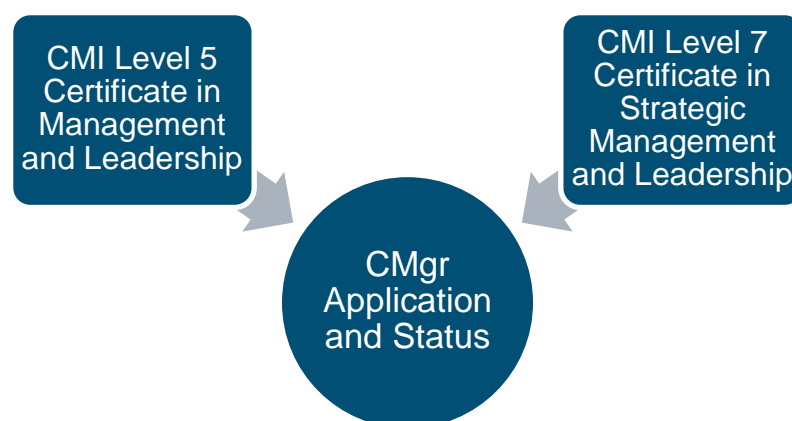 CMI Level 5
Certificate in
Management
and Leadership
CMI Level 7
Certificate in
Strategic
Management
and Leadership
CMgr
Application
and Status